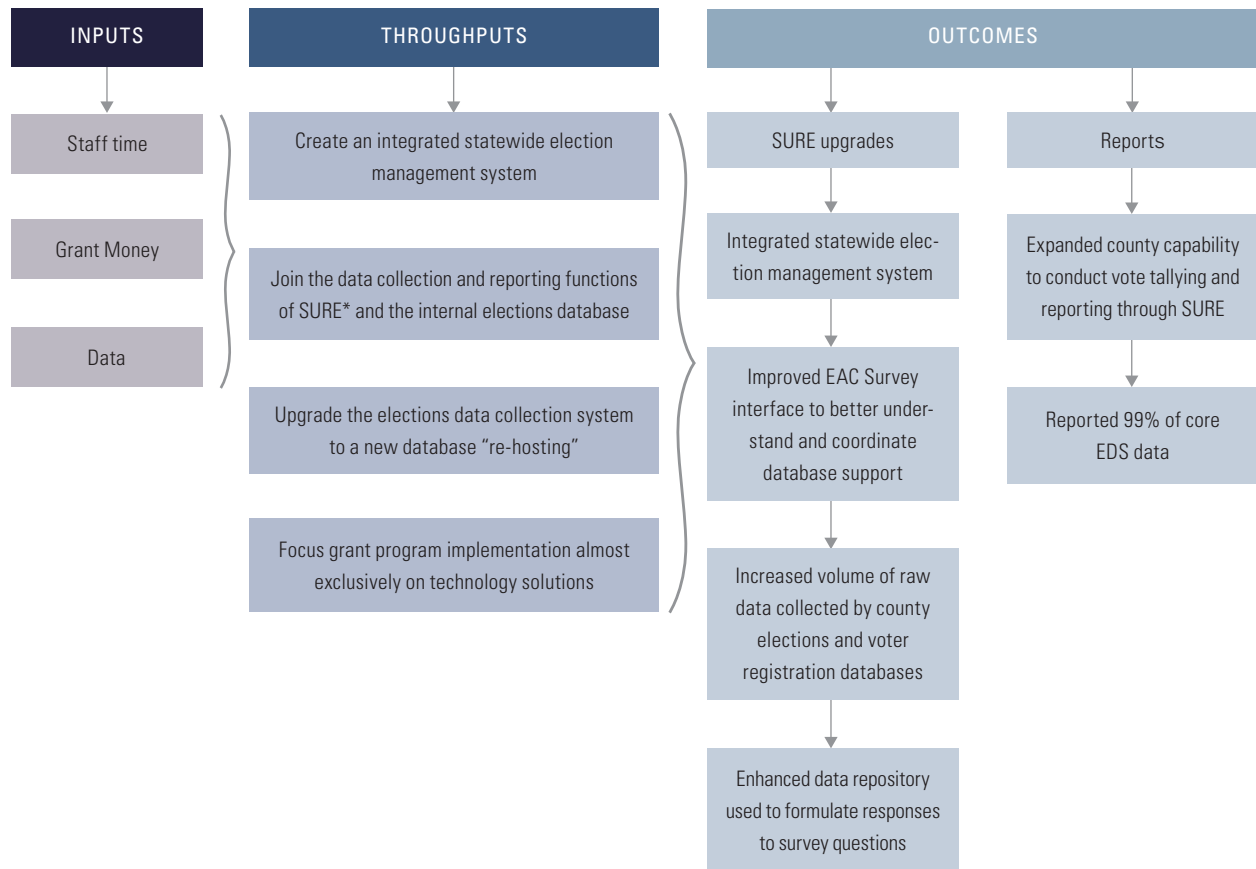 INPUTS
Staff time
Grant Money
Data
THROUGHPUTS
Create an integrated statewide election
management system
Join the data collection and reporting functions
of SURE* and the internal elections database
Upgrade the elections data collection system
to a new database “re-hosting”
Focus grant program implementation almost
exclusively on technology solutions
OUTCOMES
SURE upgrades
Integrated statewide elec-
tion management system
Improved EAC Survey
interface to better under-
stand and coordinate
database support
Increased volume of raw
data collected by county
elections and voter
registration databases
Enhanced data repository
used to formulate responses
to survey questions
Reports
Expanded county capability
to conduct vote tallying and
reporting through SURE
Reported 99% of core
EDS data